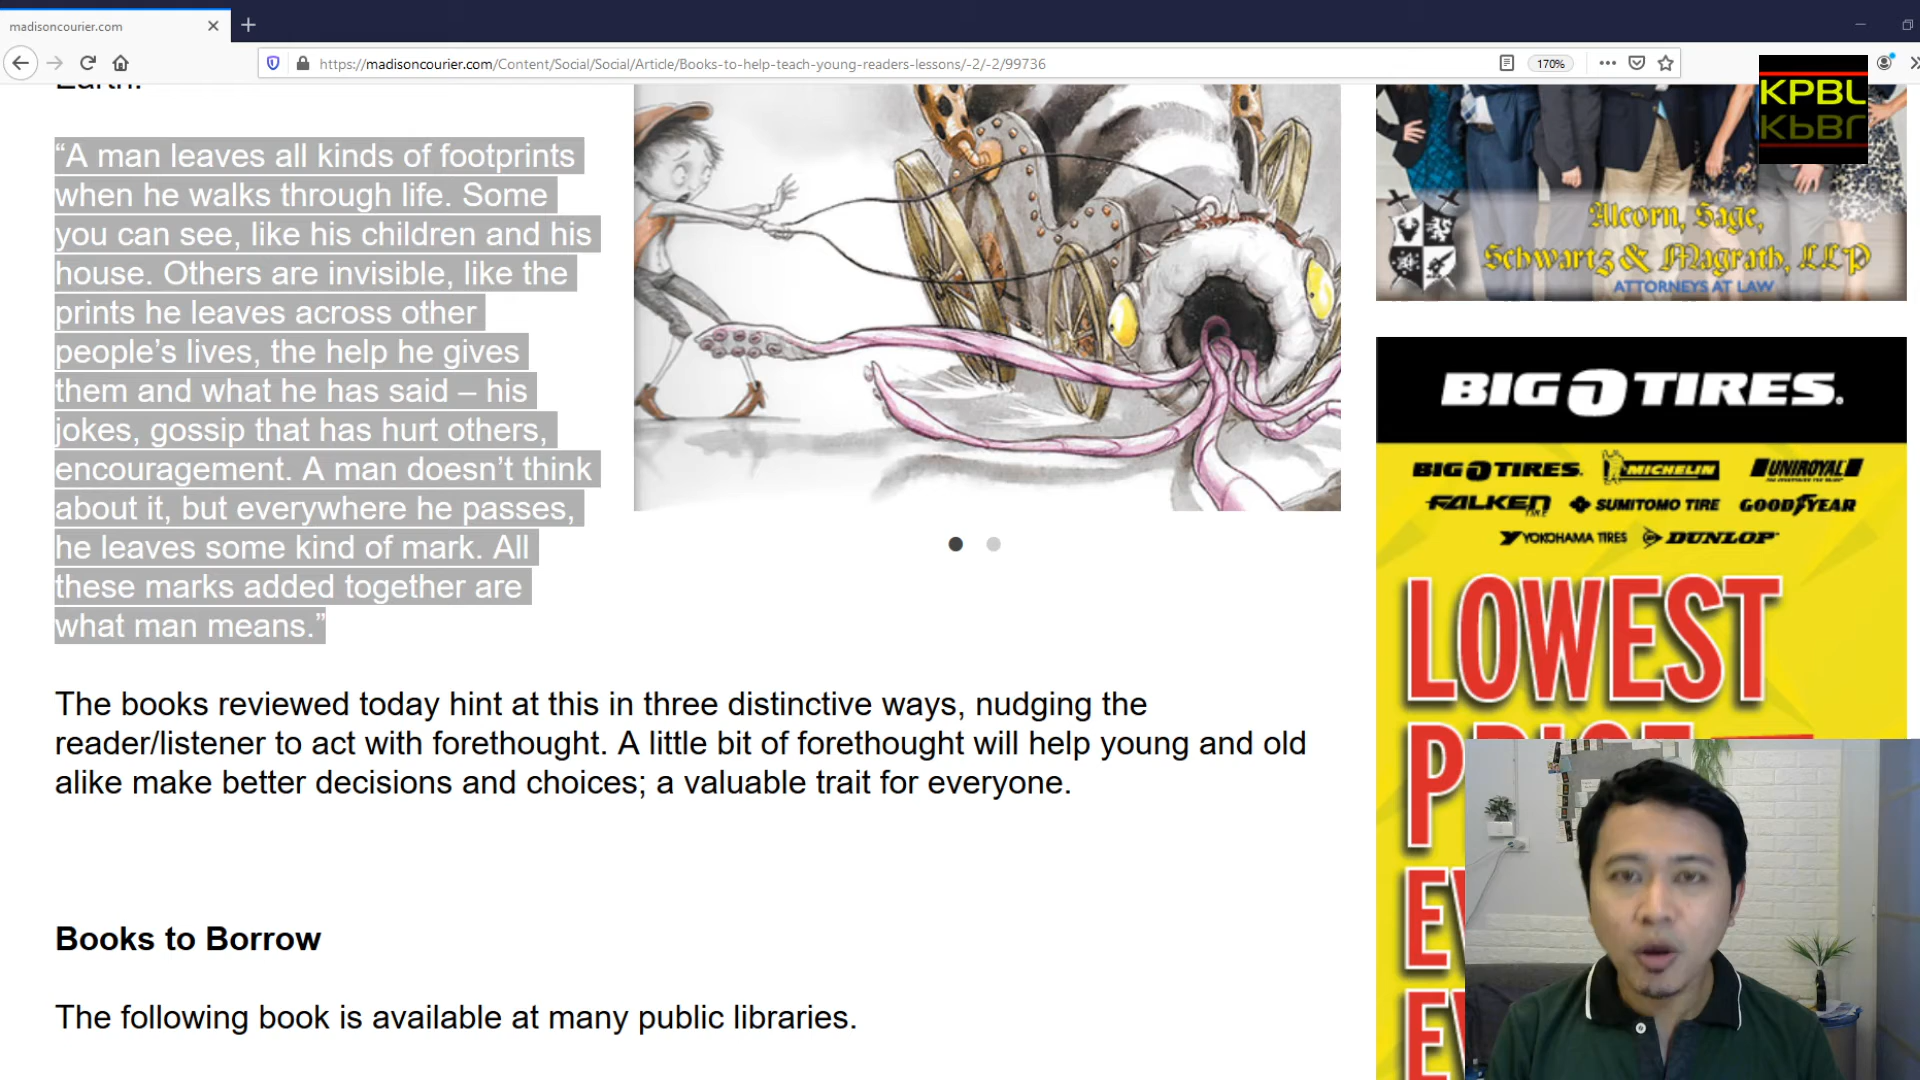 madisoncourier.com
https://madisoncourier.com/Content/Social/Social/Article/Books-to-help-teach-young-readers-lessons/-2/-2/99736
170%
KPBL
Earth.
“A man leaves all kinds of footprints
when he walks through life. Some
you can see, like his children and his
house. Others are invisible, like the
prints he leaves across other
people’s lives, the help he gives
them and what he has said – his
jokes, gossip that has hurt others,
encouragement. A man doesn’t think
about it, but everywhere he passes,
he leaves some kind of mark. All
these marks added together are
what man means.”
The books reviewed today hint at this in three distinctive ways, nudging the
reader/listener to act with forethought. A little bit of forethought will help young and old
alike make better decisions and choices; a valuable trait for everyone.
Books to Borrow
The following book is available at many public libraries.
Alcorn, Sage,
Schwartz & Magrath, LLP
ATTORNEYS AT LAW
BIG O TIRES.
BIG O TIRES. MICHELIN UNIROYAL
FALKEN SUMITOMO TIRE GOODYEAR
YOKOHAMA TIRES DUNLOP
LOWEST